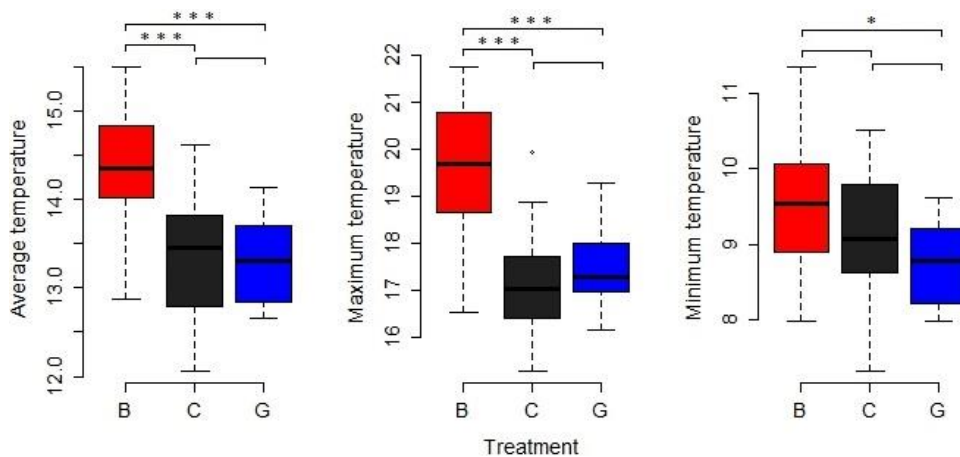 * * *
* * *
Average temperature
15.0
14.0
13.0
12.0
B C G
* * *
* * *
Maximum temperature
22
21
20
19
18
17
16
B C G
*
Minimum temperature
11
10
9
8
B C G
Treatment